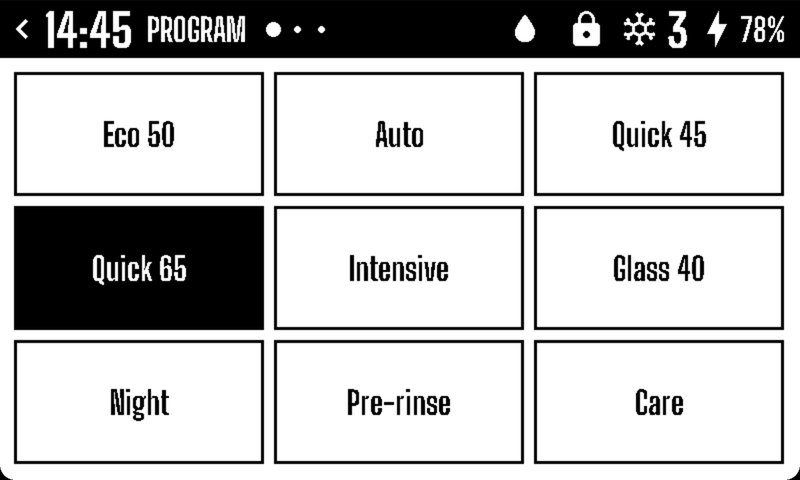 14:45 PROGRAM 3 78%
Eco 50 Auto Quick 45
Quick 65 Intensive Glass 40
Night Pre-rinse Care